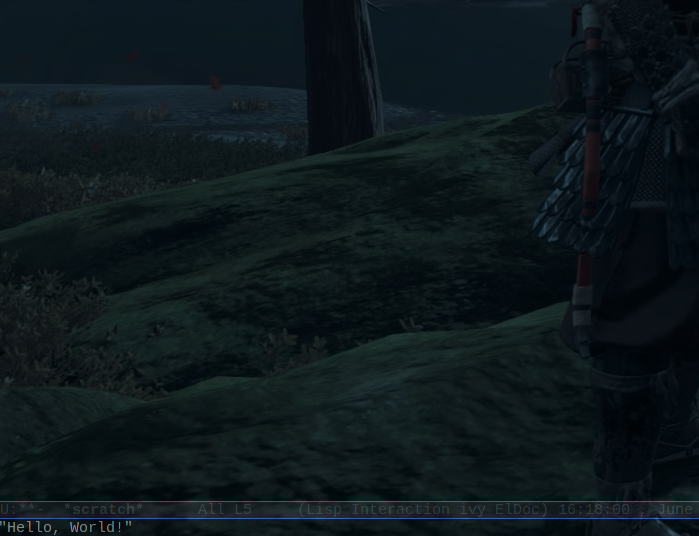 U:**-  *scratch*      All L5     (Lisp Interaction ivy ElDoc) 16:18:00 , June
"Hello, World!"